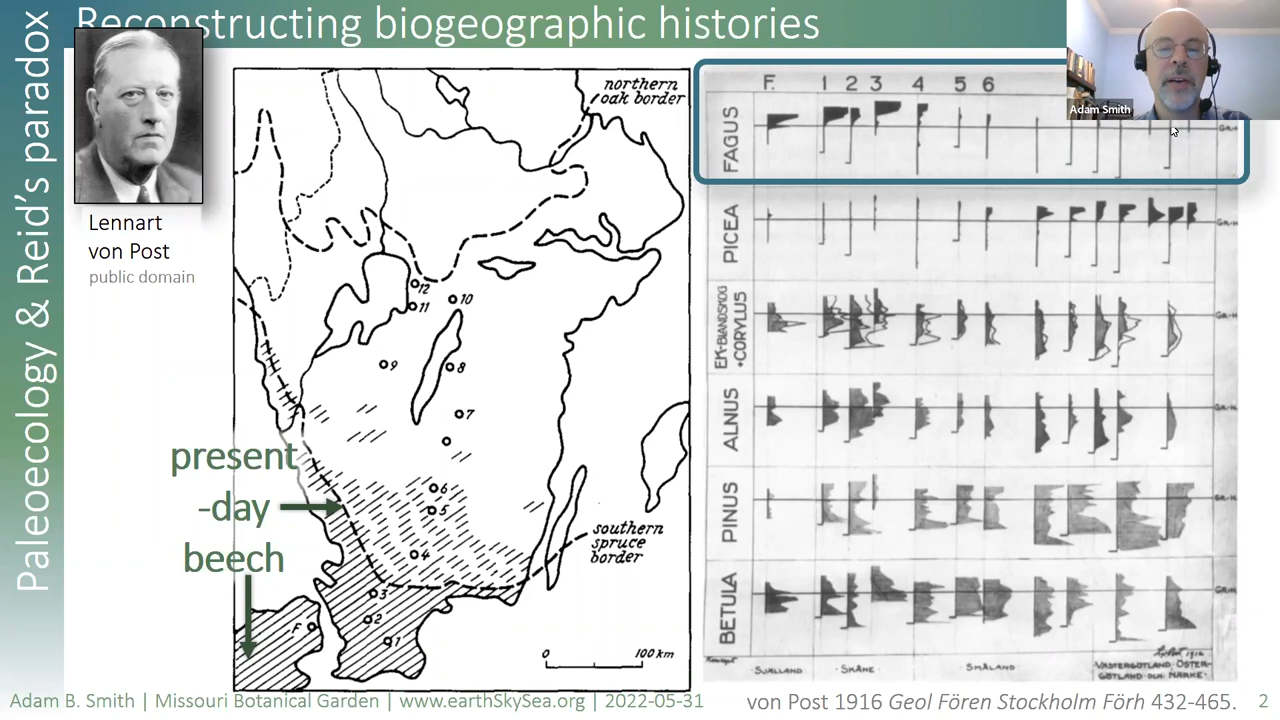 Reconstructing biogeographic histories
Paleoecology & Reid's paradox
Adam Smith
Lennart
von Post
public domain
northern
oak border
12
11
10
9
8
7
6
5
4
3
2
1
F
present
-day
beech
southern
spruce
border
0
100 km
F. 1 2 3 4 5 6
FAGUS
PICEA
EK-BLANDSKOG
+CORYLUS
ALNUS
PINUS
BETULA
SJÄLLAND
SKÅNE
SMÅLAND
VÄSTERGÖTLAND, ÖSTER-
GÖTLAND OCH NÄRKE
Adam B. Smith | Missouri Botanical Garden | www.earthSkySea.org | 2022-05-31
von Post 1916 Geol Fören Stockholm Förh 432-465.
2